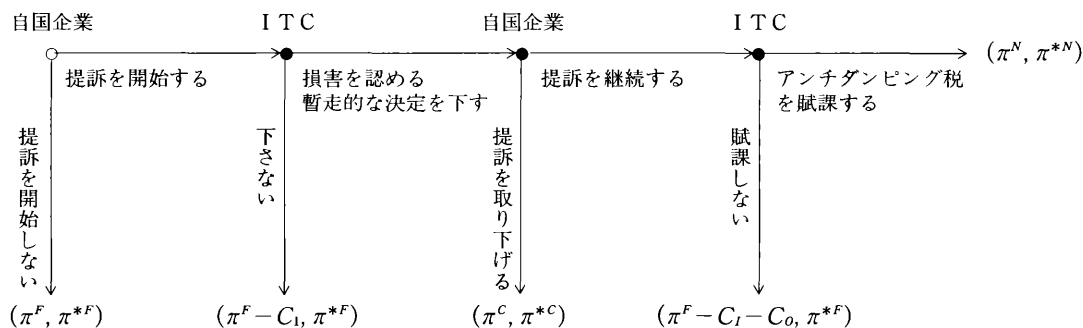 自国企業 ITC 自国企業 ITC
(π^N, π^{*N})
提訴を開始する 損害を認める 提訴を継続する アンチダンピング税
暫走的な決定を下す を賦課する
提訴を開始しない
下さない
提訴を取り下げる
賦課しない
(π^F, π^{*F}) (π^F − C_1, π^{*F}) (π^C, π^{*C}) (π^F − C_I − C_O, π^{*F})